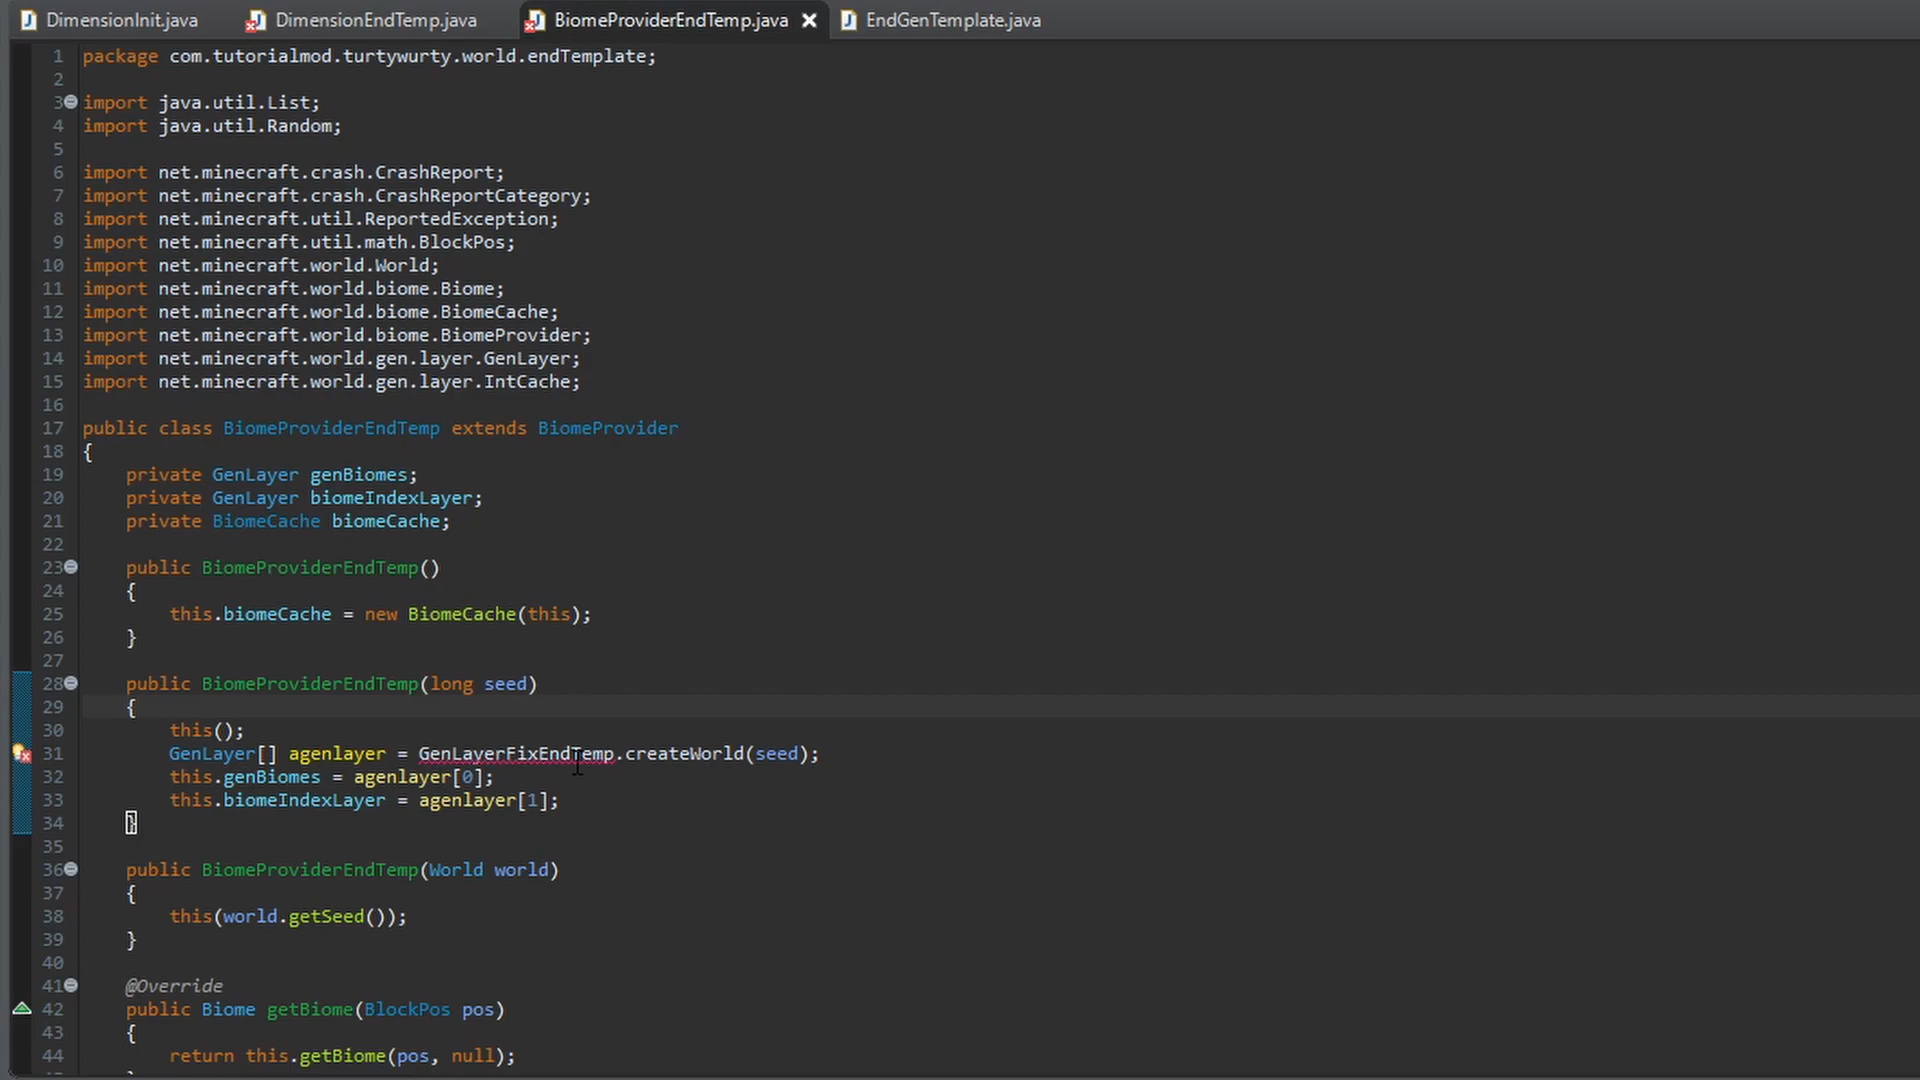 DimensionInit.java DimensionEndTemp.java BiomeProviderEndTemp.java EndGenTemplate.java
1 package com.tutorialmod.turtywurty.world.endTemplate;
2
3 import java.util.List;
4 import java.util.Random;
5
6 import net.minecraft.crash.CrashReport;
7 import net.minecraft.crash.CrashReportCategory;
8 import net.minecraft.util.ReportedException;
9 import net.minecraft.util.math.BlockPos;
10 import net.minecraft.world.World;
11 import net.minecraft.world.biome.Biome;
12 import net.minecraft.world.biome.BiomeCache;
13 import net.minecraft.world.biome.BiomeProvider;
14 import net.minecraft.world.gen.layer.GenLayer;
15 import net.minecraft.world.gen.layer.IntCache;
16
17 public class BiomeProviderEndTemp extends BiomeProvider
18 {
19 private GenLayer genBiomes;
20 private GenLayer biomeIndexLayer;
21 private BiomeCache biomeCache;
22
23 public BiomeProviderEndTemp()
24 {
25 this.biomeCache = new BiomeCache(this);
26 }
27
28 public BiomeProviderEndTemp(long seed)
29 {
30 this();
31 GenLayer[] agenlayer = GenLayerFixEndTemp.createWorld(seed);
32 this.genBiomes = agenlayer[0];
33 this.biomeIndexLayer = agenlayer[1];
34 }
35
36 public BiomeProviderEndTemp(World world)
37 {
38 this(world.getSeed());
39 }
40
41 @Override
42 public Biome getBiome(BlockPos pos)
43 {
44 return this.getBiome(pos, null);